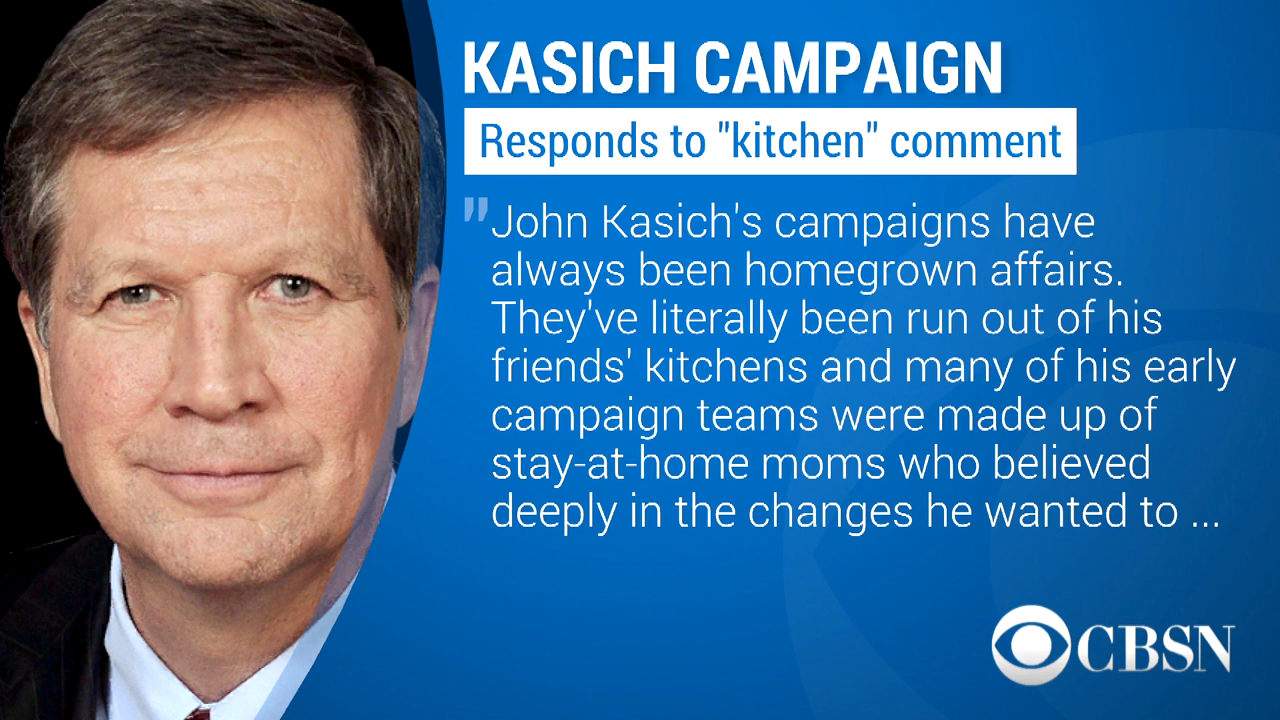 KASICH CAMPAIGN
Responds to "kitchen" comment
"John Kasich's campaigns have
always been homegrown affairs.
They've literally been run out of his
friends' kitchens and many of his early
campaign teams were made up of
stay-at-home moms who believed
deeply in the changes he wanted to ...
CBSN